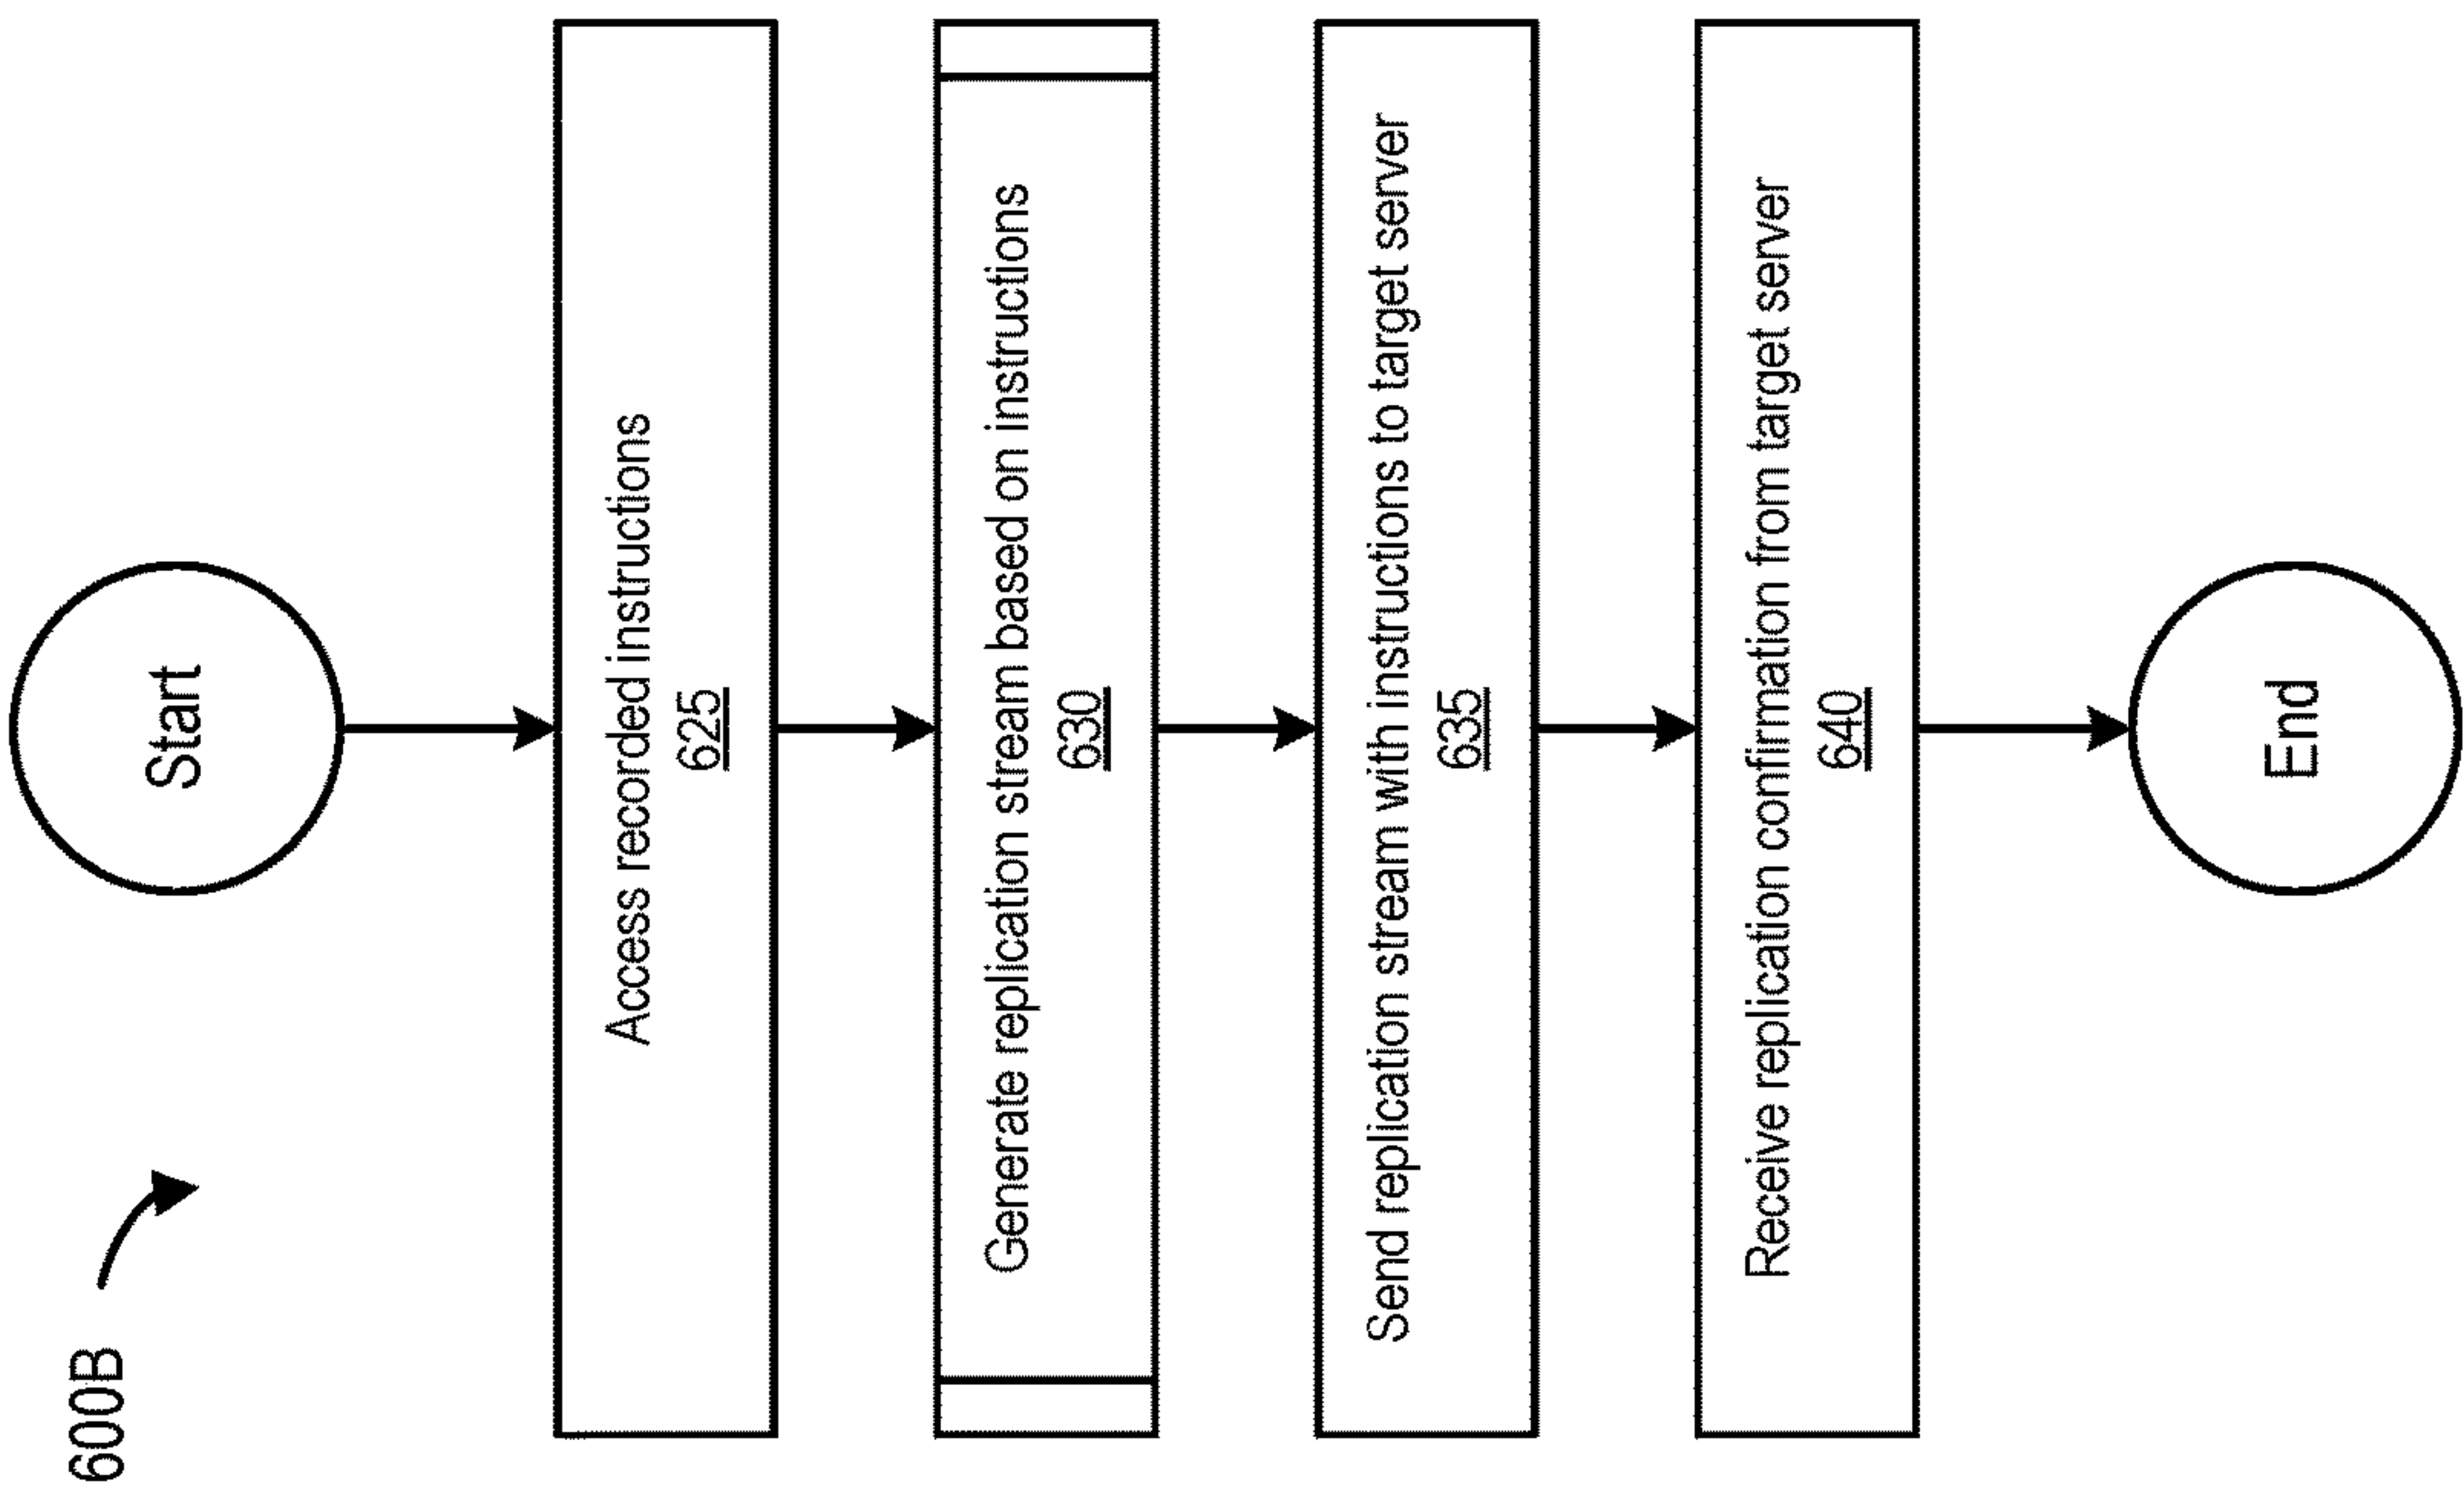 600B
Start
Access recorded instructions
625
Generate replication stream based on instructions
630
Send replication stream with instructions to target server
635
Receive replication confirmation from target server
640
End